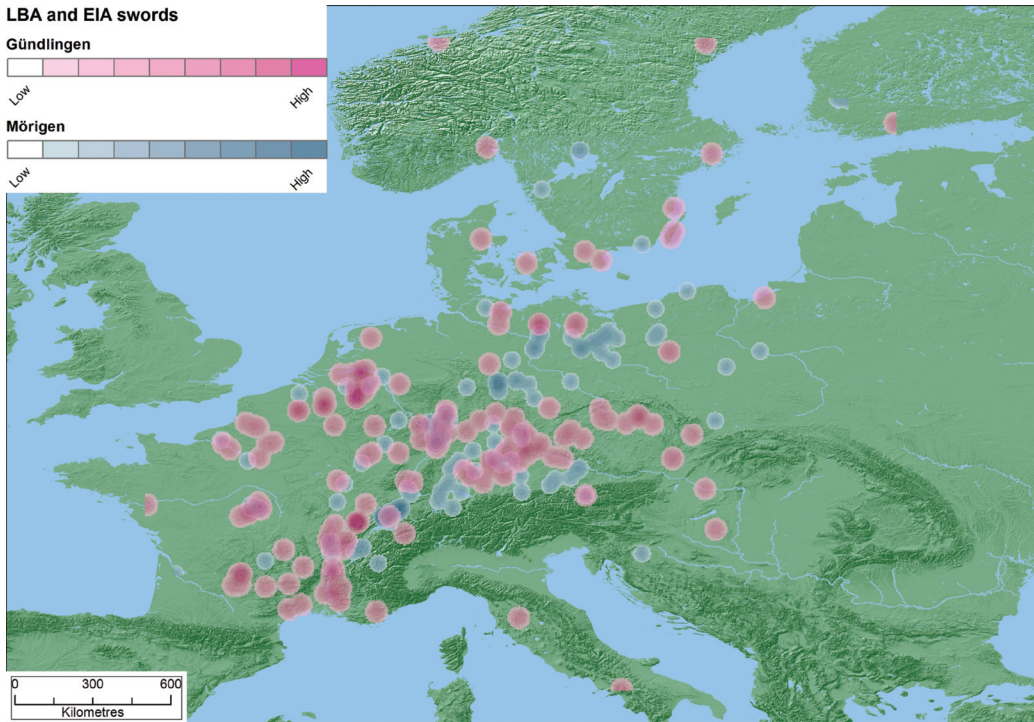 LBA and EIA swords
Gündlingen
Low High
Mörigen
Low High
0 300 600
Kilometres